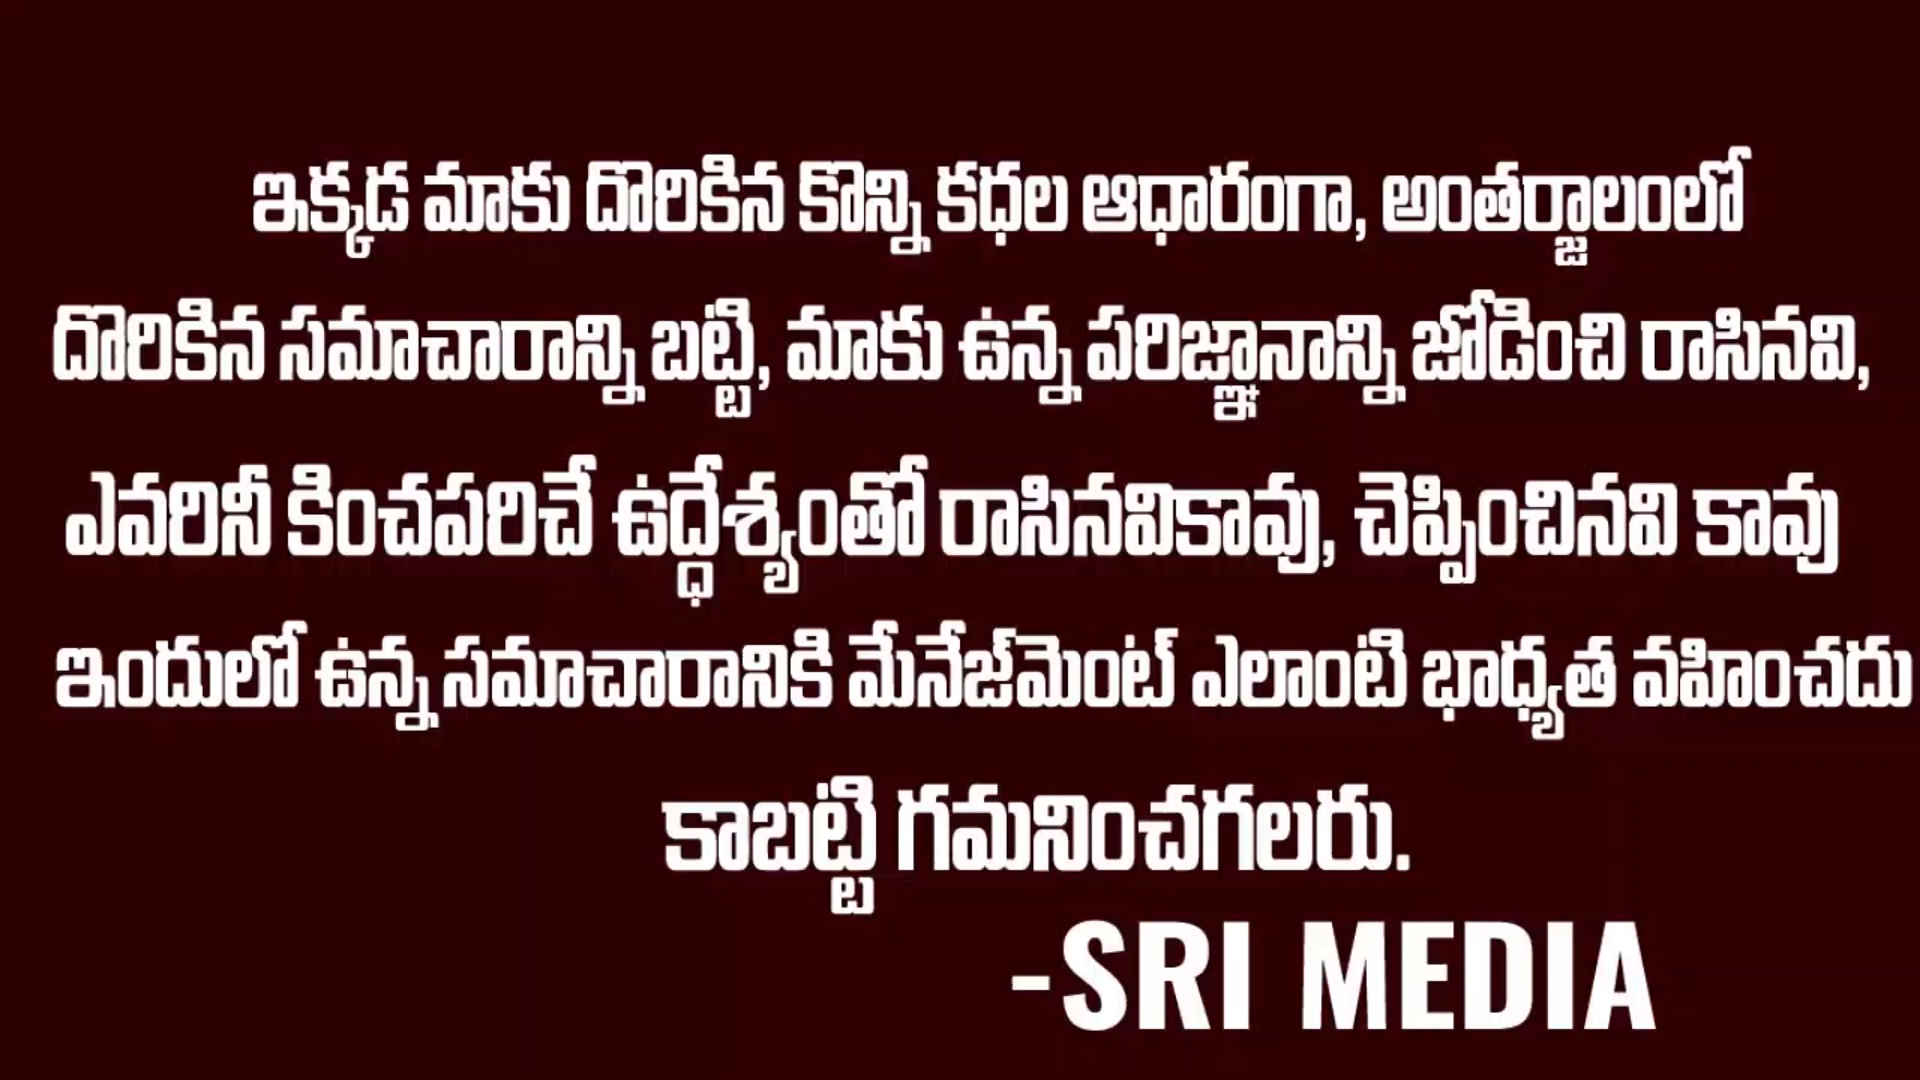 ఇక్కడ మాకు దొరికిన కొన్ని కధల ఆధారంగా, అంతర్జాలంలో
దొరికిన సమాచారాన్ని బట్టి, మాకు ఉన్న పరిజ్ఞానాన్ని జోడించి రాసినవి,
ఎవరినీ కించపరిచే ఉద్ధేశ్యంతో రాసినవికావు, చెప్పించినవి కావు
ఇందులో ఉన్న సమాచారానికి మేనేజ్‌మెంట్ ఎలాంటి భాధ్యత వహించదు
కాబట్టి గమనించగలరు.
-SRI MEDIA